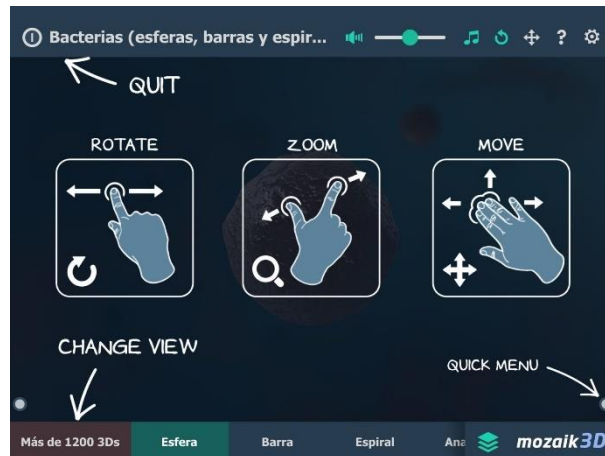 Bacterias (esferas, barras y espir...
?
QUIT
ROTATE
ZOOM
MOVE
CHANGE VIEW
QUICK MENU
Más de 1200 3Ds
Esfera
Barra
Espiral
Ana
mozaik3D